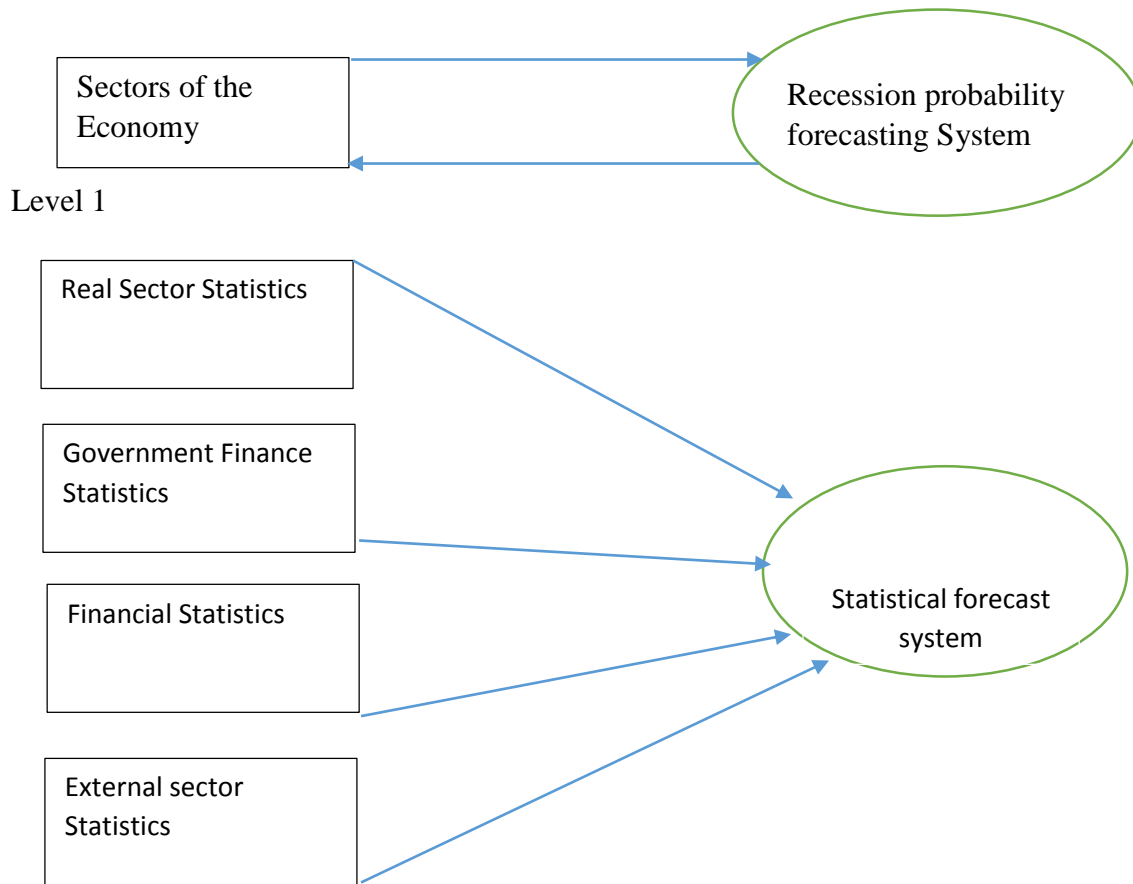 Sectors of the
Economy
Recession probability
forecasting System
Level 1
Real Sector Statistics
Government Finance
Statistics
Financial Statistics
Statistical forecast
system
External sector
Statistics